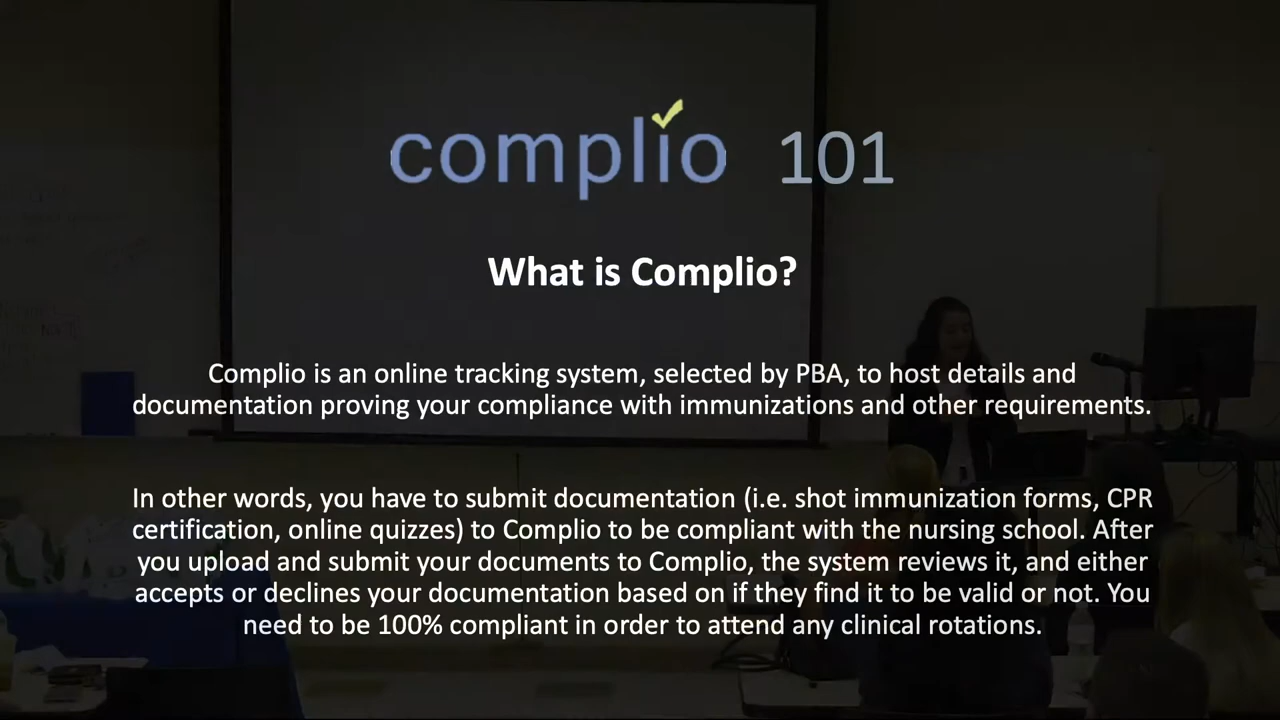 complio 101
What is Complio?
Complio is an online tracking system, selected by PBA, to host details and
documentation proving your compliance with immunizations and other requirements.
In other words, you have to submit documentation (i.e. shot immunization forms, CPR
certification, online quizzes) to Complio to be compliant with the nursing school. After
you upload and submit your documents to Complio, the system reviews it, and either
accepts or declines your documentation based on if they find it to be valid or not. You
need to be 100% compliant in order to attend any clinical rotations.